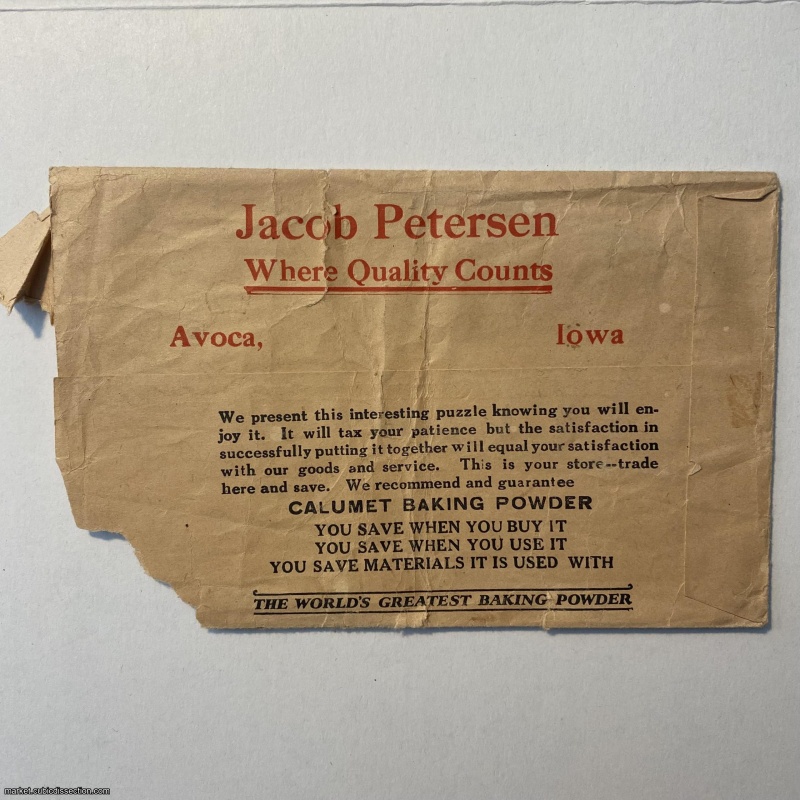 Jacob Petersen
Where Quality Counts
Avoca, Iowa
We present this interesting puzzle knowing you will en-
joy it. It will tax your patience but the satisfaction in
successfully putting it together will equal your satisfaction
with our goods and service. This is your store--trade
here and save. We recommend and guarantee
CALUMET BAKING POWDER
YOU SAVE WHEN YOU BUY IT
YOU SAVE WHEN YOU USE IT
YOU SAVE MATERIALS IT IS USED WITH
THE WORLD'S GREATEST BAKING POWDER
market.cubicdissection.com